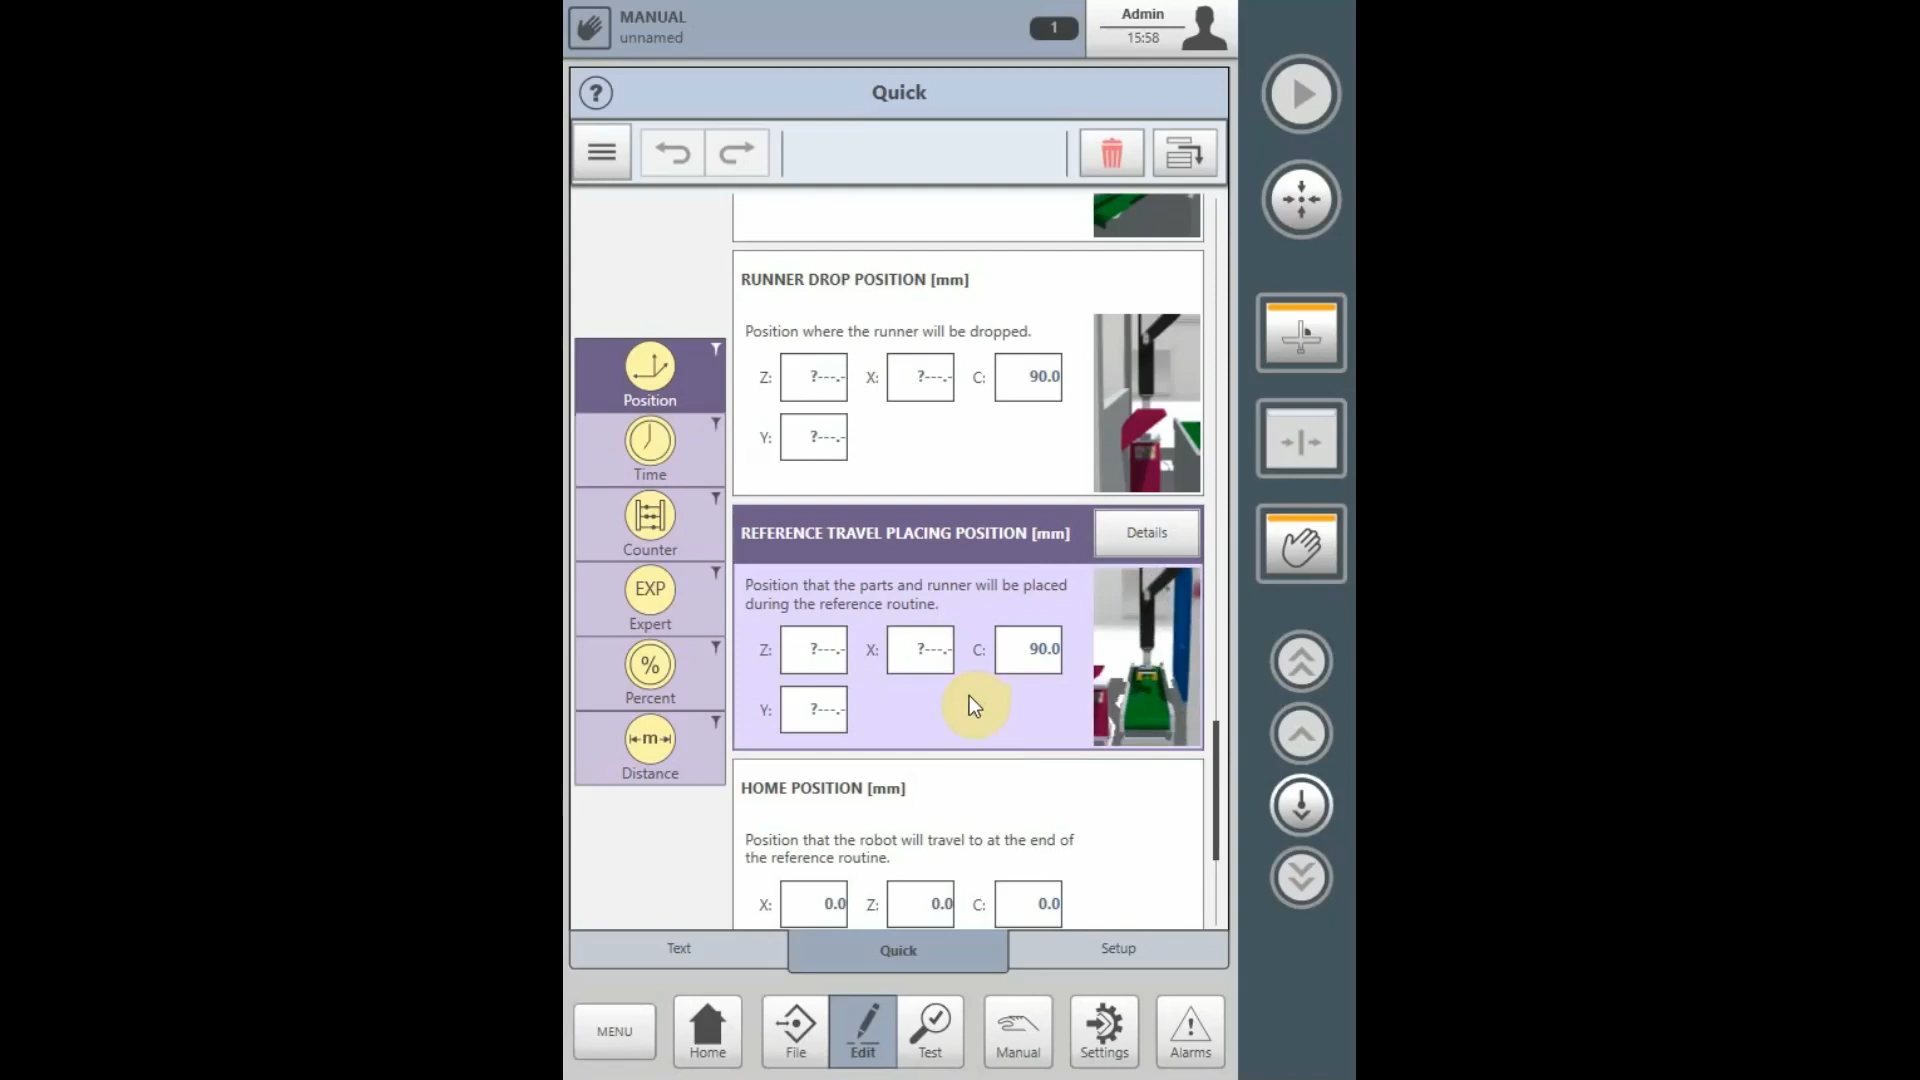 MANUAL
unnamed
1
Admin
15:58
?
Quick
RUNNER DROP POSITION [mm]
Position where the runner will be dropped.
Z: ?---.- X: ?---.- C: 90.0
Y: ?---.-
Position
Time
Counter
EXP
Expert
%
Percent
m
Distance
REFERENCE TRAVEL PLACING POSITION [mm]
Details
Position that the parts and runner will be placed
during the reference routine.
Z: ?---.- X: ?---.- C: 90.0
Y: ?---.-
HOME POSITION [mm]
Position that the robot will travel to at the end of
the reference routine.
X: 0.0 Z: 0.0 C: 0.0
Text
Quick
Setup
MENU
Home
File
Edit
Test
Manual
Settings
Alarms